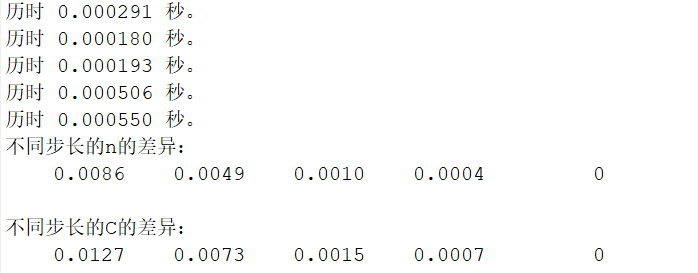 历时 0.000291 秒。
历时 0.000180 秒。
历时 0.000193 秒。
历时 0.000506 秒。
历时 0.000550 秒。
不同步长的n的差异:
0.0086 0.0049 0.0010 0.0004 0
不同步长的C的差异:
0.0127 0.0073 0.0015 0.0007 0